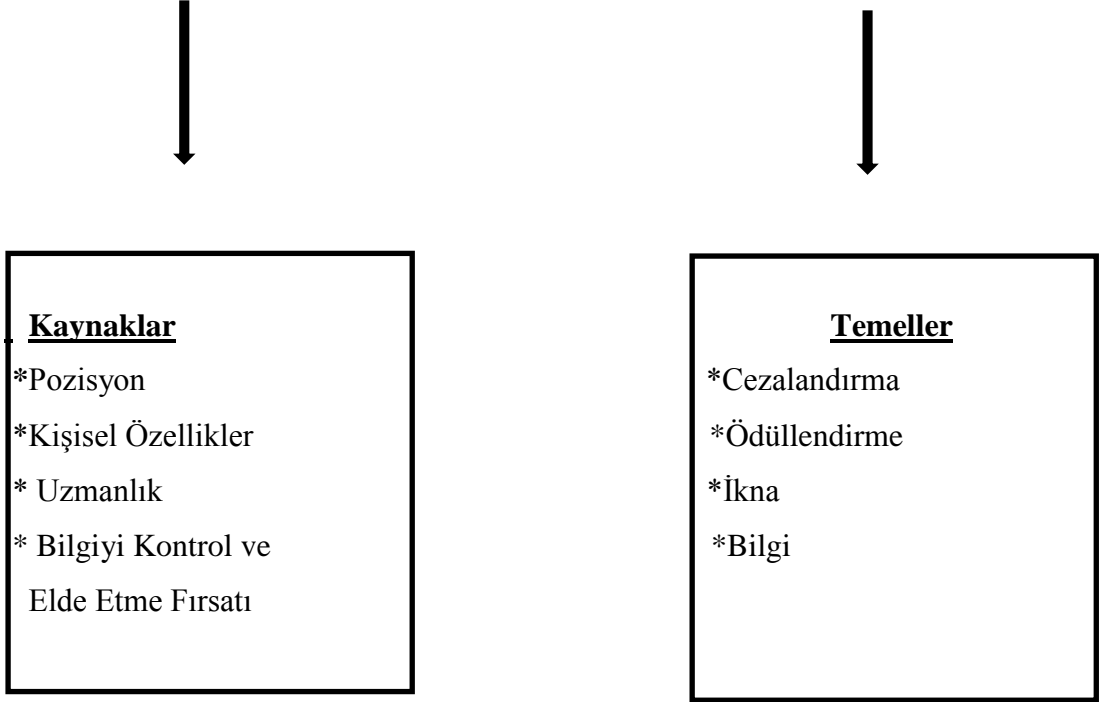 Kaynaklar
*Pozisyon
*Kişisel Özellikler
* Uzmanlık
* Bilgiyi Kontrol ve
Elde Etme Fırsatı
Temeller
*Cezalandırma
*Ödüllendirme
*İkna
*Bilgi